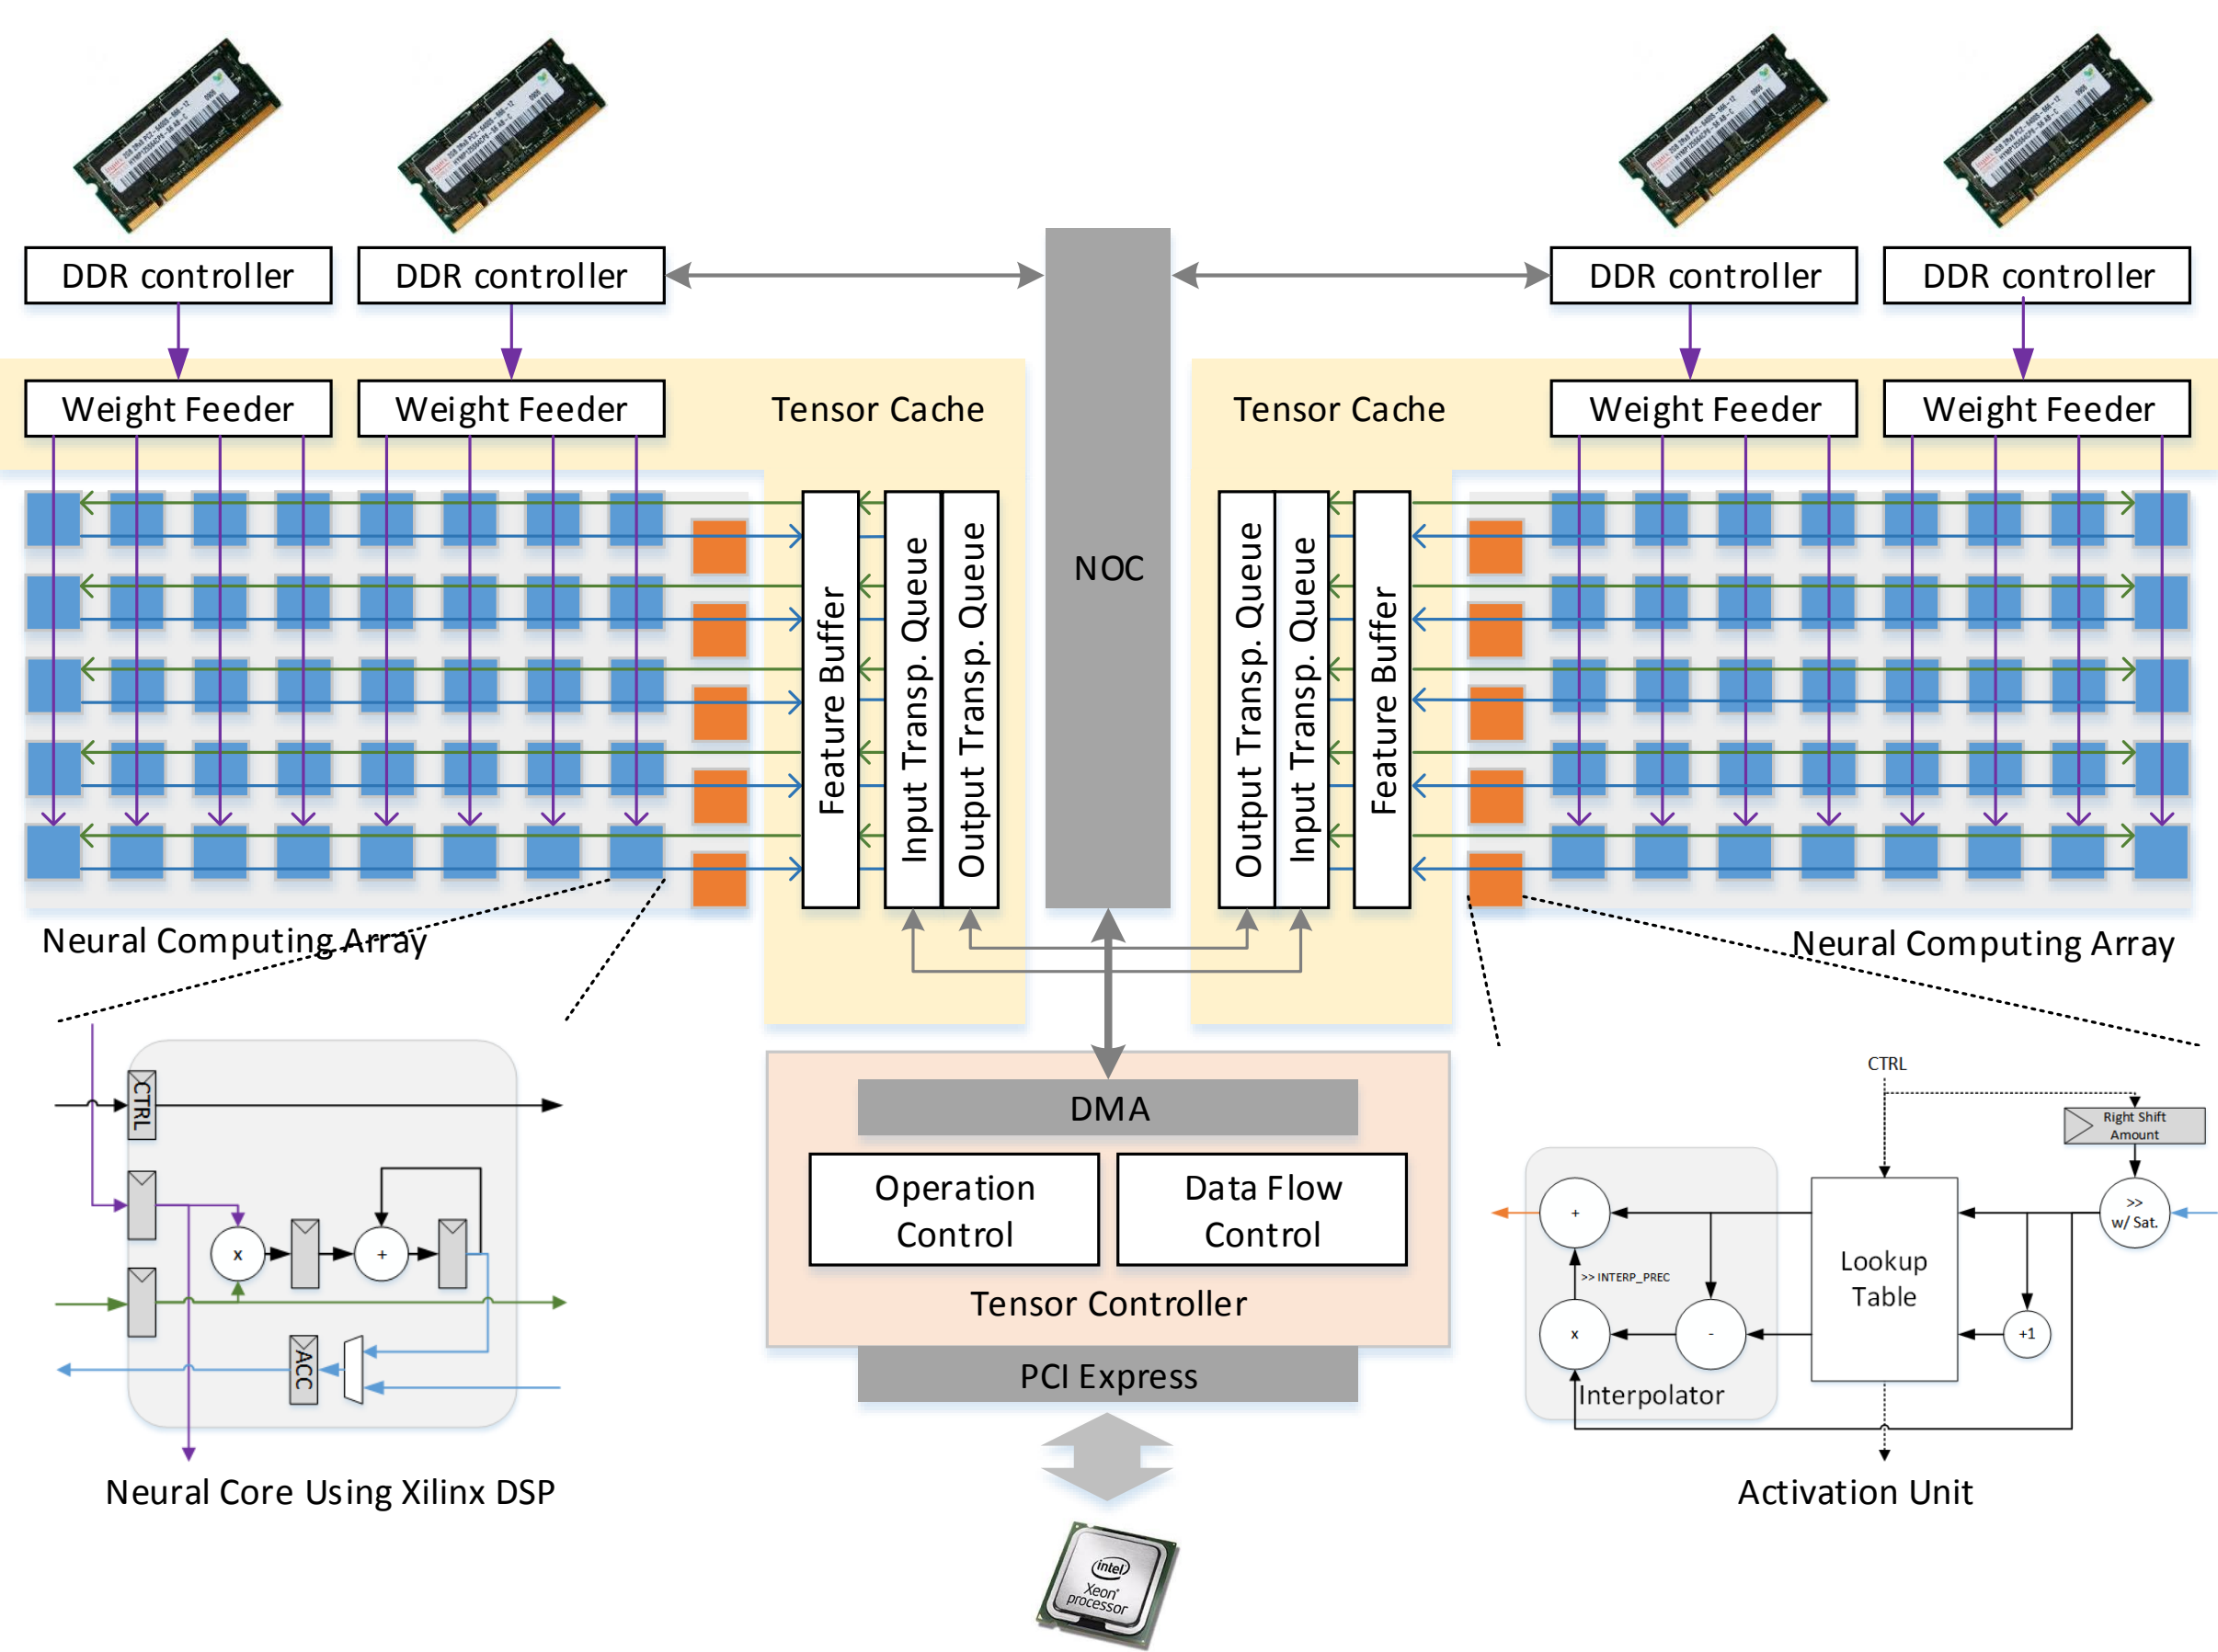 DDR controller
DDR controller
DDR controller
DDR controller
Weight Feeder
Weight Feeder
Tensor Cache
Tensor Cache
Weight Feeder
Weight Feeder
Feature Buffer
Input Transp. Queue
Output Transp. Queue
NOC
Output Transp. Queue
Input Transp. Queue
Feature Buffer
Neural Computing Array
Neural Computing Array
CTRL
x
+
ACC
Neural Core Using Xilinx DSP
DMA
Operation
Control
Data Flow
Control
Tensor Controller
PCI Express
intel
Xeon®
processor
CTRL
Right Shift
Amount
>>
w/ Sat.
+
Lookup
Table
>> INTERP_PREC
x
-
+1
Interpolator
Activation Unit